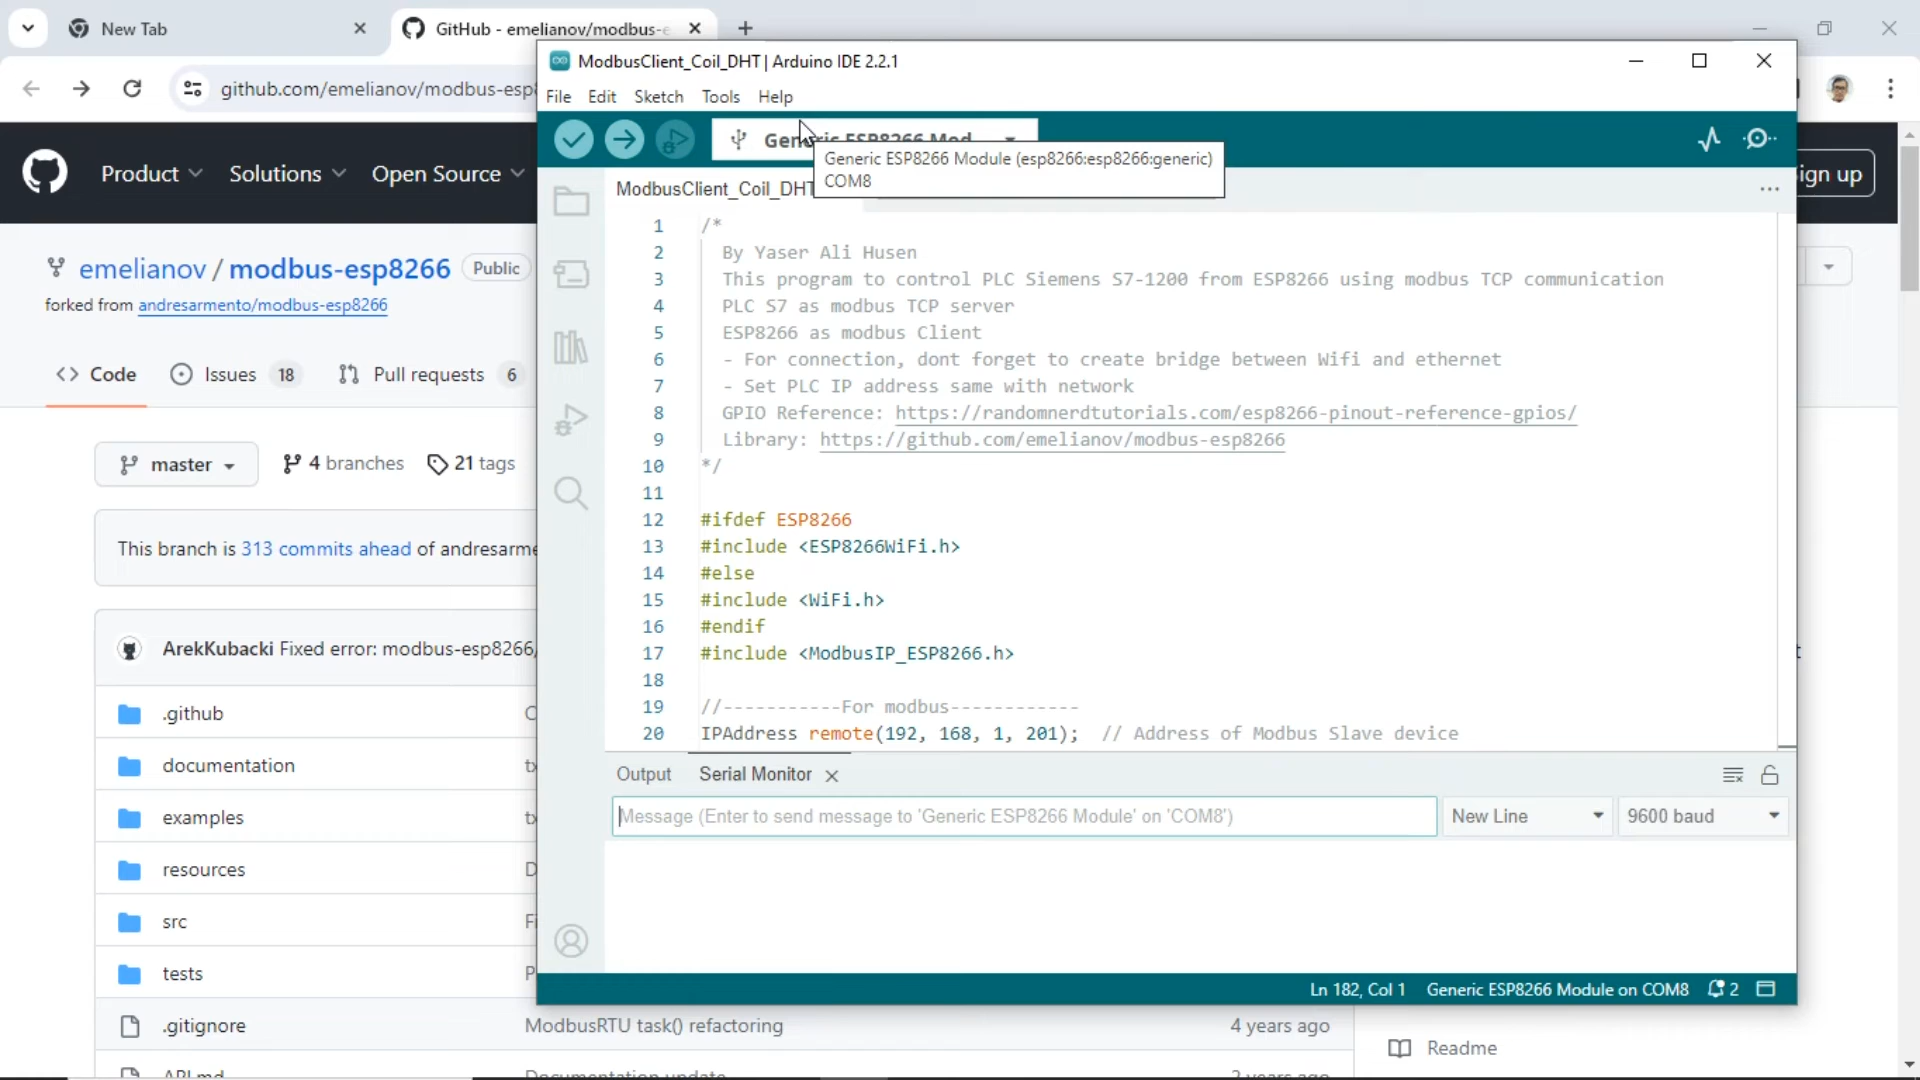 New Tab
GitHub - emelianov/modbus-e
github.com/emelianov/modbus-esp
Product
Solutions
Open Source
ign up
emelianov / modbus-esp8266 Public
forked from andresarmento/modbus-esp8266
Code
Issues 18
Pull requests 6
master
4 branches
21 tags
This branch is 313 commits ahead of andresarme
ArekKubacki Fixed error: modbus-esp8266/
.github
documentation
examples
resources
src
tests
.gitignore
ModbusRTU task() refactoring
4 years ago
API.md
Documentation update
2 years ago
Readme
ModbusClient_Coil_DHT | Arduino IDE 2.2.1
File Edit Sketch Tools Help
Generic ESP8266 Mod...
Generic ESP8266 Module (esp8266:esp8266:generic)
COM8
ModbusClient_Coil_DHT
1 /*
2 By Yaser Ali Husen
3 This program to control PLC Siemens S7-1200 from ESP8266 using modbus TCP communication
4 PLC S7 as modbus TCP server
5 ESP8266 as modbus Client
6 - For connection, dont forget to create bridge between Wifi and ethernet
7 - Set PLC IP address same with network
8 GPIO Reference: https://randomnerdtutorials.com/esp8266-pinout-reference-gpios/
9 Library: https://github.com/emelianov/modbus-esp8266
10 */
11
12 #ifdef ESP8266
13 #include <ESP8266WiFi.h>
14 #else
15 #include <WiFi.h>
16 #endif
17 #include <ModbusIP_ESP8266.h>
18
19 //-----------For modbus------------
20 IPAddress remote(192, 168, 1, 201); // Address of Modbus Slave device
Output
Serial Monitor
Message (Enter to send message to 'Generic ESP8266 Module' on 'COM8')
New Line
9600 baud
Ln 182, Col 1
Generic ESP8266 Module on COM8
2